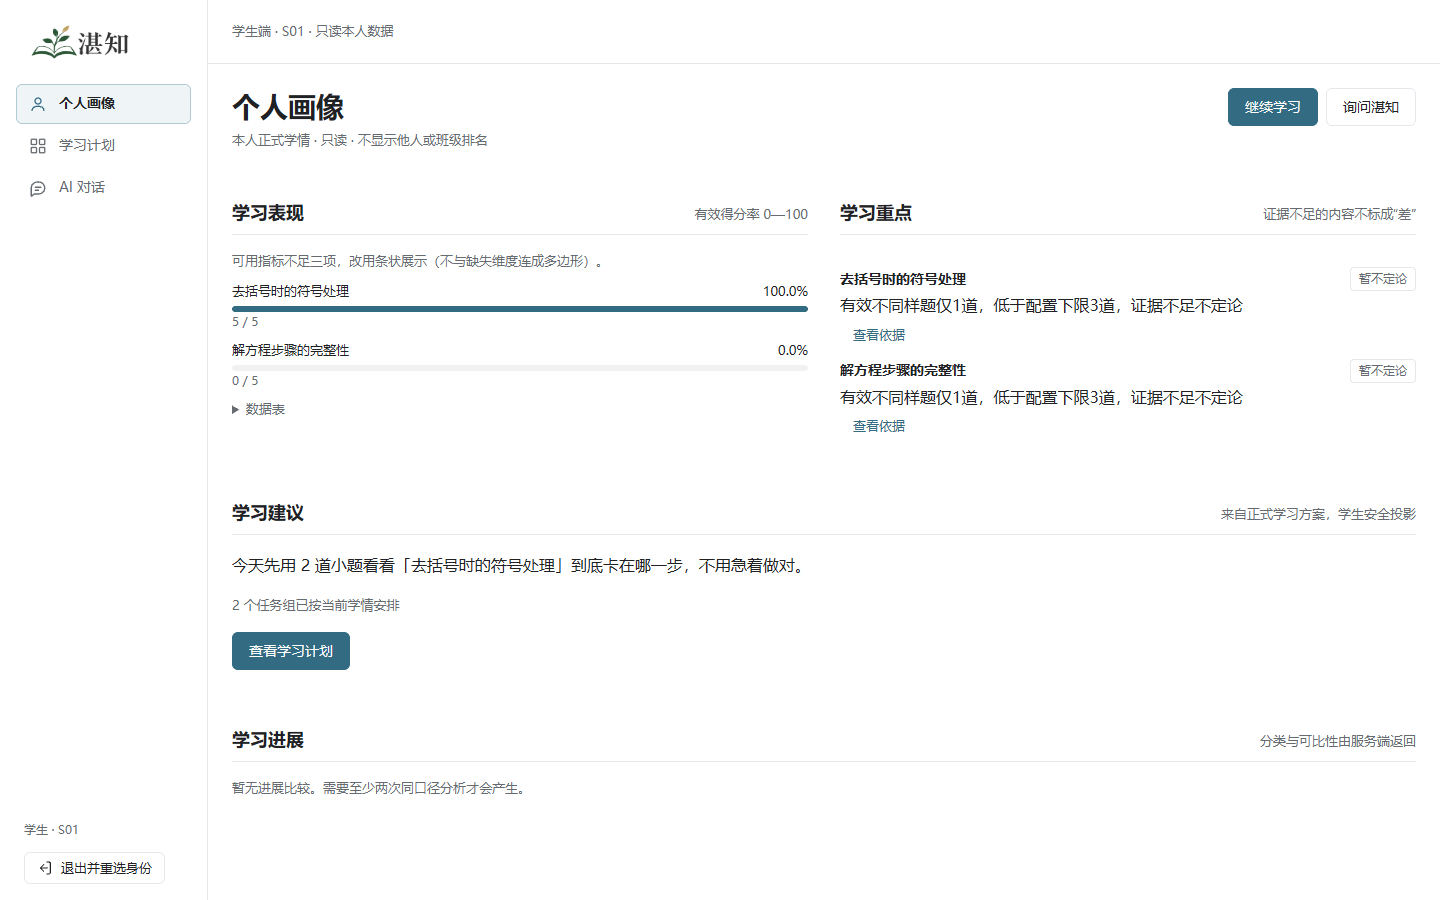 湛知
个人画像
学习计划
AI 对话
学生 · S01
退出并重选身份
学生端 · S01 · 只读本人数据
个人画像
本人正式学情 · 只读 · 不显示他人或班级排名
继续学习
询问湛知
学习表现
有效得分率 0—100
可用指标不足三项，改用条状展示（不与缺失维度连成多边形）。
去括号时的符号处理
100.0%
5 / 5
解方程步骤的完整性
0.0%
0 / 5
数据表
学习重点
证据不足的内容不标成“差”
去括号时的符号处理
暂不定论
有效不同样题仅1道，低于配置下限3道，证据不足不定论
查看依据
解方程步骤的完整性
暂不定论
有效不同样题仅1道，低于配置下限3道，证据不足不定论
查看依据
学习建议
来自正式学习方案，学生安全投影
今天先用 2 道小题看看「去括号时的符号处理」到底卡在哪一步，不用急着做对。
2 个任务组已按当前学情安排
查看学习计划
学习进展
分类与可比性由服务端返回
暂无进展比较。需要至少两次同口径分析才会产生。